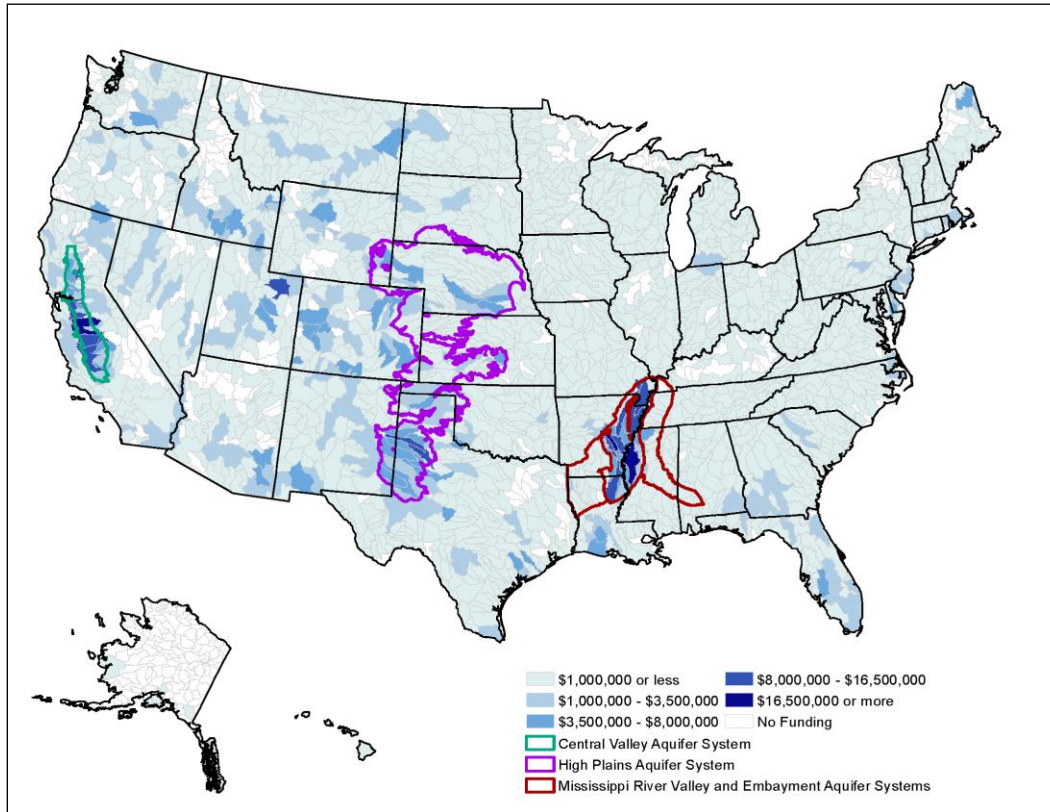 $1,000,000 or less
$1,000,000 - $3,500,000
$3,500,000 - $8,000,000
$8,000,000 - $16,500,000
$16,500,000 or more
No Funding
Central Valley Aquifer System
High Plains Aquifer System
Mississippi River Valley and Embayment Aquifer Systems